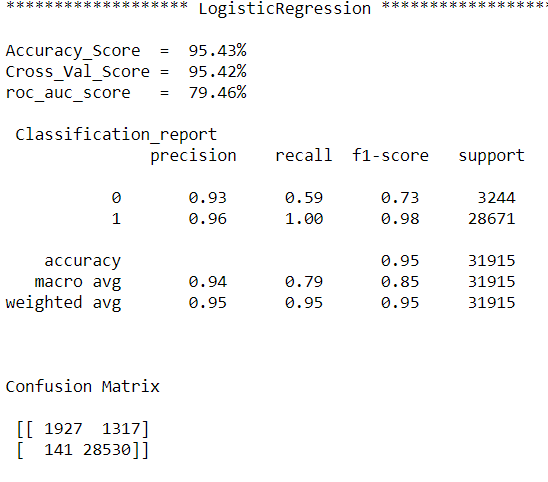 ******************* LogisticRegression ******************
Accuracy_Score = 95.43%
Cross_Val_Score = 95.42%
roc_auc_score = 79.46%
Classification_report
precision recall f1-score support
0 0.93 0.59 0.73 3244
1 0.96 1.00 0.98 28671
accuracy 0.95 31915
macro avg 0.94 0.79 0.85 31915
weighted avg 0.95 0.95 0.95 31915
Confusion Matrix
[[ 1927 1317]
[ 141 28530]]